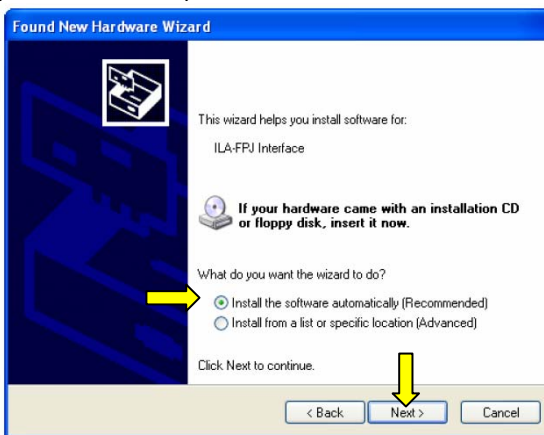 Found New Hardware Wizard
This wizard helps you install software for:
ILA-FPJ Interface
If your hardware came with an installation CD
or floppy disk, insert it now.
What do you want the wizard to do?
Install the software automatically (Recommended)
Install from a list or specific location (Advanced)
Click Next to continue.
< Back Next > Cancel